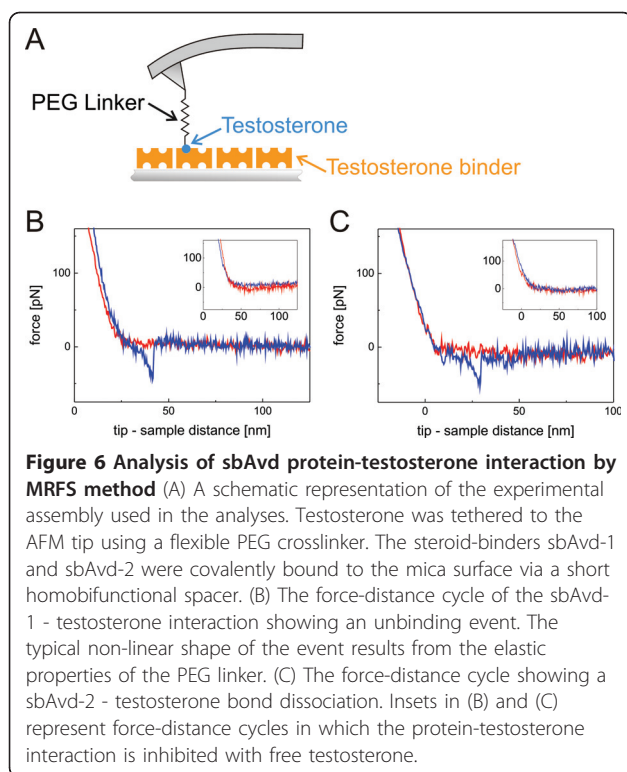 A
PEG Linker
Testosterone
Testosterone binder
B
C
force [pN]
100
0
0
50
100
tip - sample distance [nm]
100
0
0
50
100
force [pN]
100
0
0
50
100
tip - sample distance [nm]
100
0
0
50
100
Figure 6 Analysis of sbAvd protein-testosterone interaction by
MRFS method (A) A schematic representation of the experimental
assembly used in the analyses. Testosterone was tethered to the
AFM tip using a flexible PEG crosslinker. The steroid-binders sbAvd-1
and sbAvd-2 were covalently bound to the mica surface via a short
homobifunctional spacer. (B) The force-distance cycle of the sbAvd-
1 - testosterone interaction showing an unbinding event. The
typical non-linear shape of the event results from the elastic
properties of the PEG linker. (C) The force-distance cycle showing a
sbAvd-2 - testosterone bond dissociation. Insets in (B) and (C)
represent force-distance cycles in which the protein-testosterone
interaction is inhibited with free testosterone.